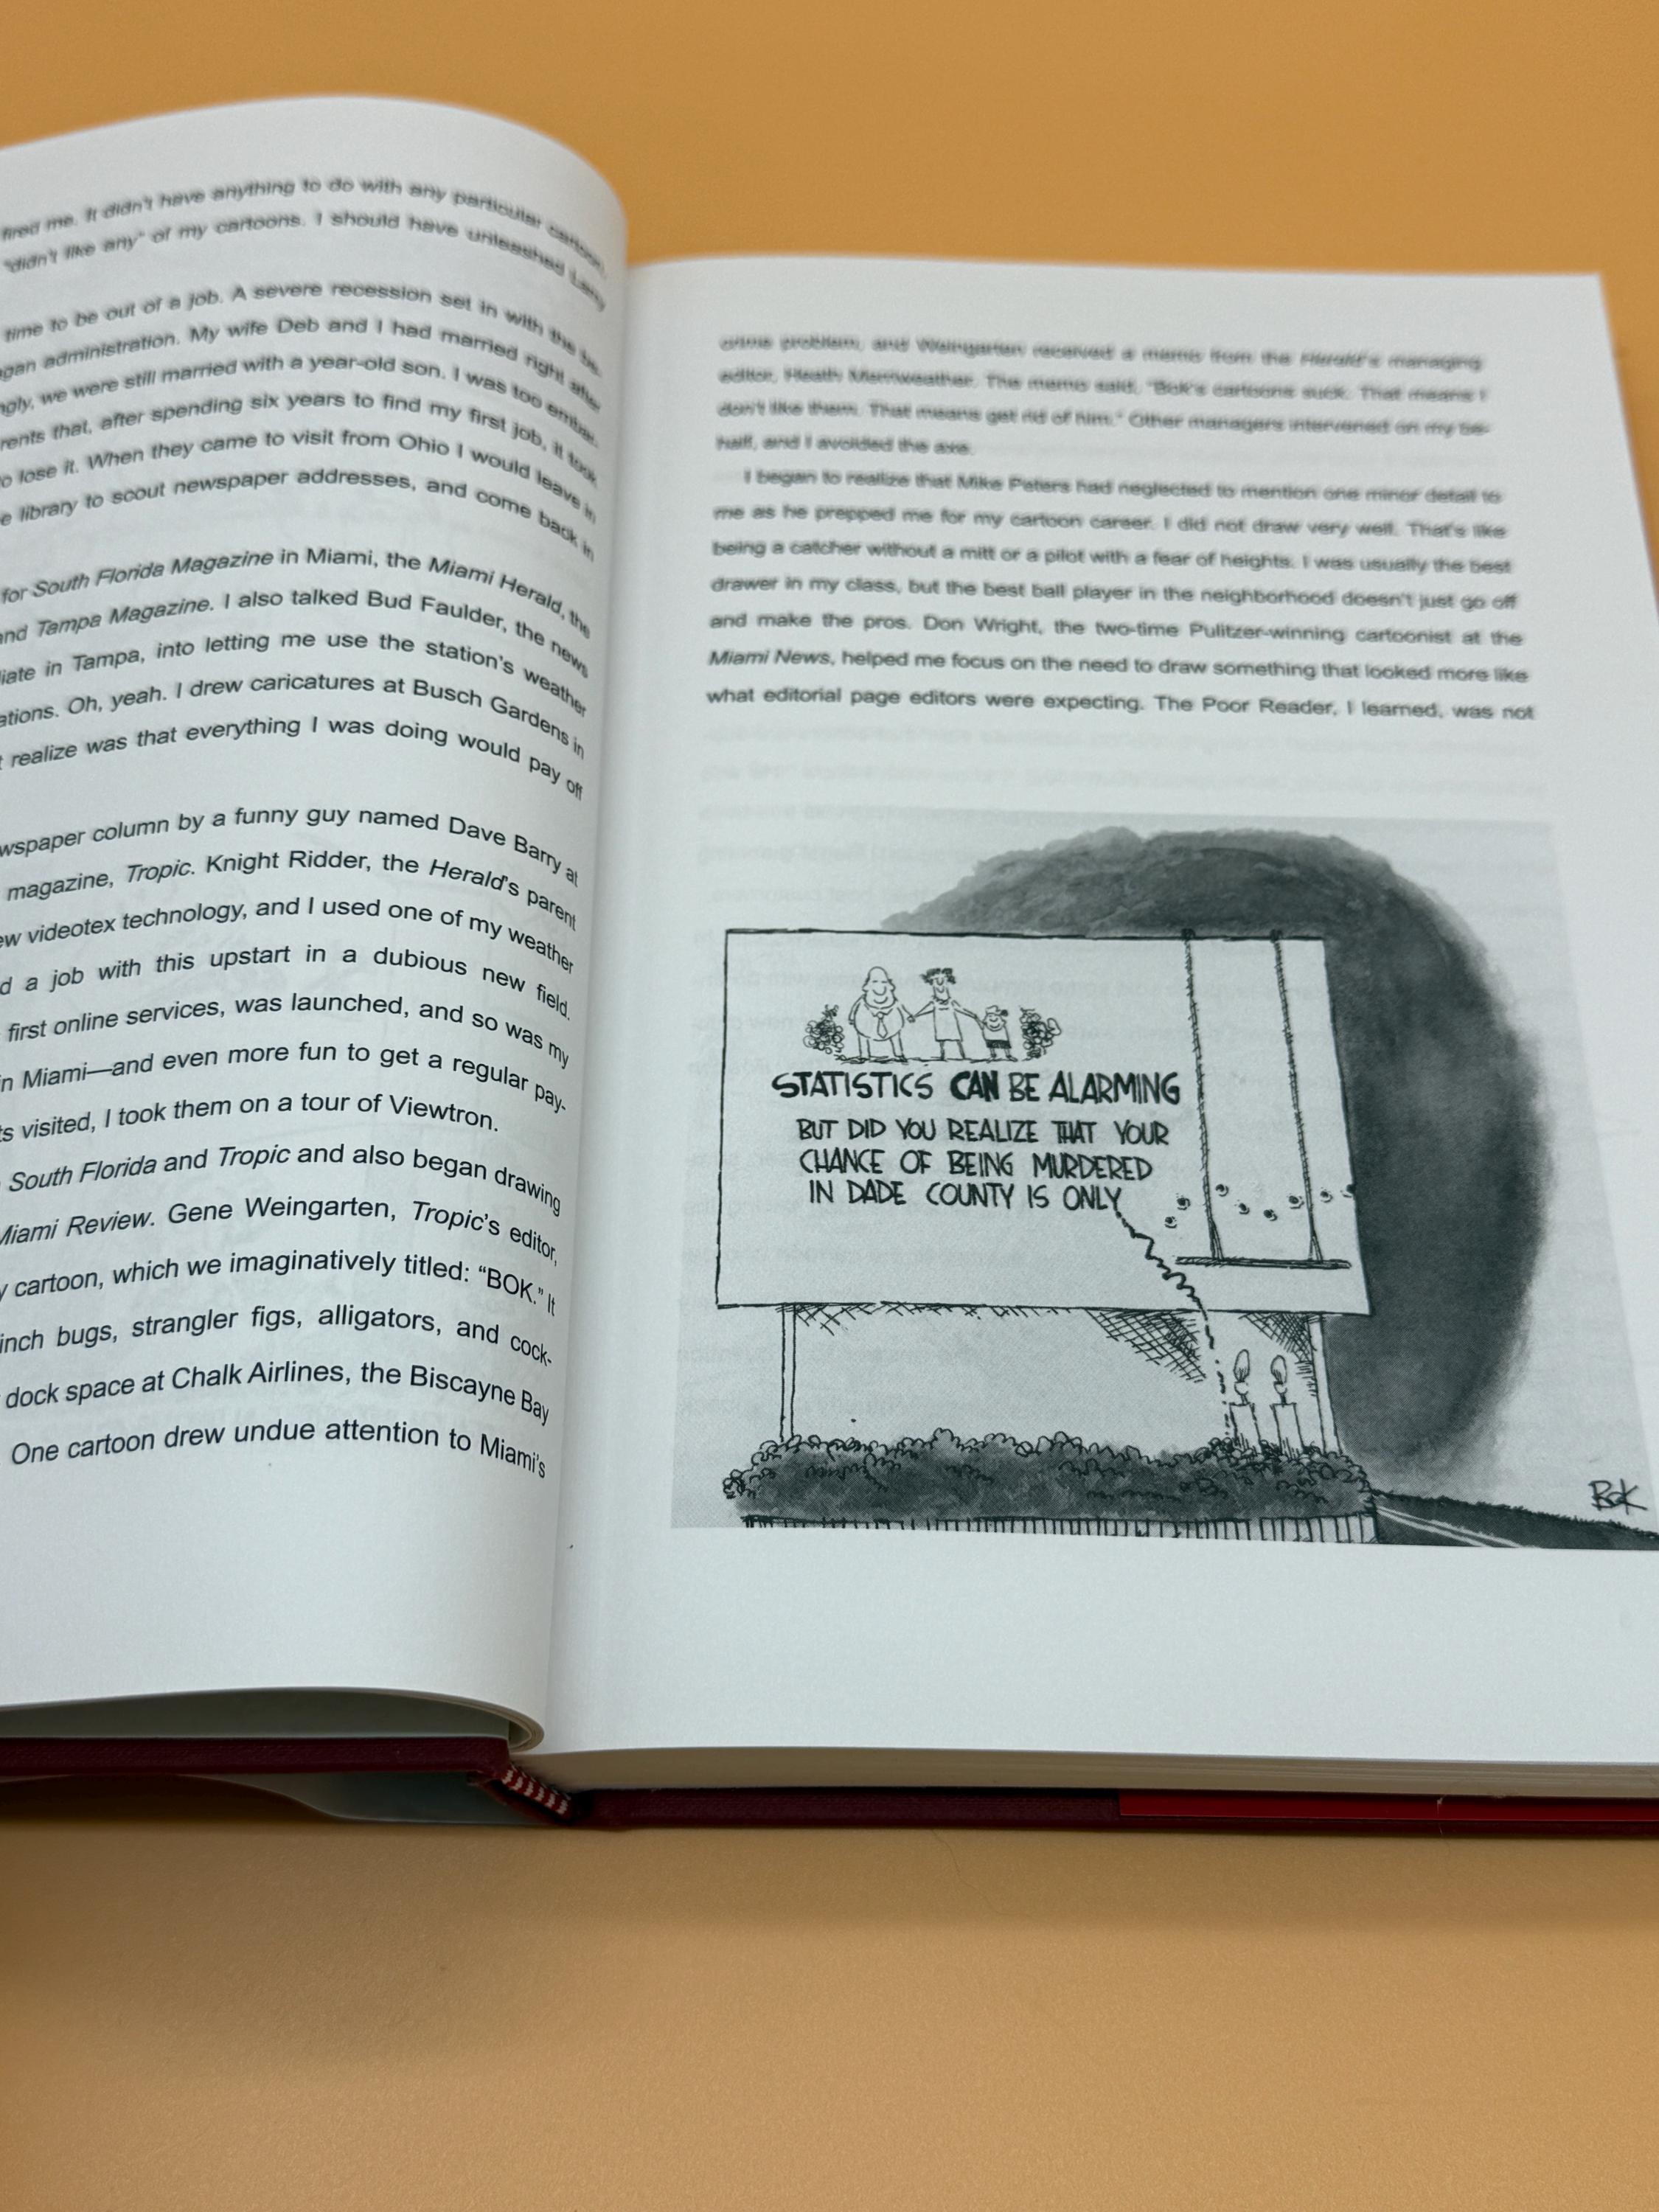 fired me. It didn't have anything to do with any particular cartoon,
"didn't like any" of my cartoons. I should have unleashed Larry
time to be out of a job. A severe recession set in with the be-
gan administration. My wife Deb and I had married right after
ngly, we were still married with a year-old son. I was too embar-
rents that, after spending six years to find my first job, it took
o lose it. When they came to visit from Ohio I would leave in
e library to scout newspaper addresses, and come back in
for South Florida Magazine in Miami, the Miami Herald, the
nd Tampa Magazine. I also talked Bud Faulder, the news
liate in Tampa, into letting me use the station's weather
ations. Oh, yeah. I drew caricatures at Busch Gardens in
t realize was that everything I was doing would pay off
wspaper column by a funny guy named Dave Barry at
magazine, Tropic. Knight Ridder, the Herald's parent
ew videotex technology, and I used one of my weather
d a job with this upstart in a dubious new field.
first online services, was launched, and so was my
in Miami—and even more fun to get a regular pay-
ts visited, I took them on a tour of Viewtron.
South Florida and Tropic and also began drawing
Miami Review. Gene Weingarten, Tropic's editor,
y cartoon, which we imaginatively titled: "BOK." It
inch bugs, strangler figs, alligators, and cock-
dock space at Chalk Airlines, the Biscayne Bay
One cartoon drew undue attention to Miami's
crime problem, and Weingarten received a memo from the Herald's managing
editor, Heath Merriweather. The memo said, "Bok's cartoons suck. That means I
don't like them. That means get rid of him." Other managers intervened on my be-
half, and I avoided the axe.
I began to realize that Mike Peters had neglected to mention one minor detail to
me as he prepped me for my cartoon career. I did not draw very well. That's like
being a catcher without a mitt or a pilot with a fear of heights. I was usually the best
drawer in my class, but the best ball player in the neighborhood doesn't just go off
and make the pros. Don Wright, the two-time Pulitzer-winning cartoonist at the
Miami News, helped me focus on the need to draw something that looked more like
what editorial page editors were expecting. The Poor Reader, I learned, was not
STATISTICS CAN BE ALARMING
BUT DID YOU REALIZE THAT YOUR
CHANCE OF BEING MURDERED
IN DADE COUNTY IS ONLY
BOK